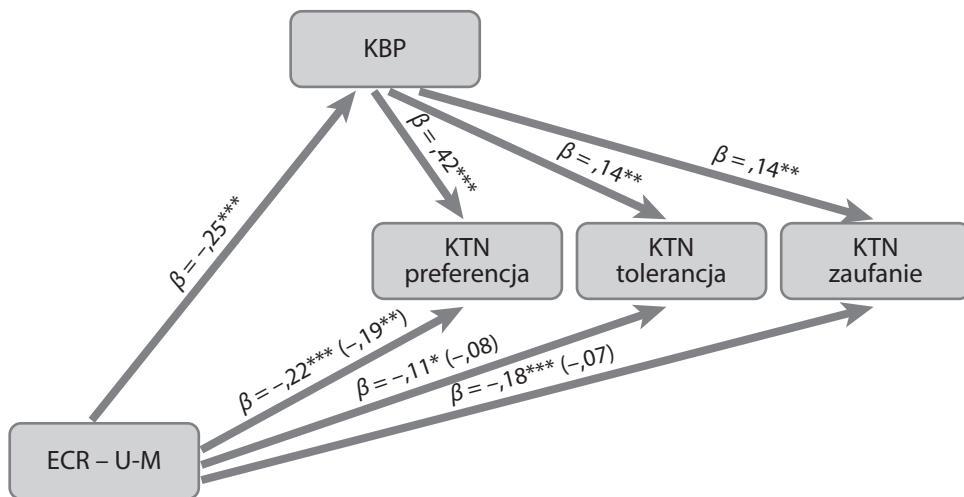 KBP
β = ,42***
β = ,14**
β = ,14**
β = –,25***
KTN
preferencja
KTN
tolerancja
KTN
zaufanie
β = –,22*** (–,19**)
β = –,11* (–,08)
β = –,18*** (–,07)
ECR – U-M